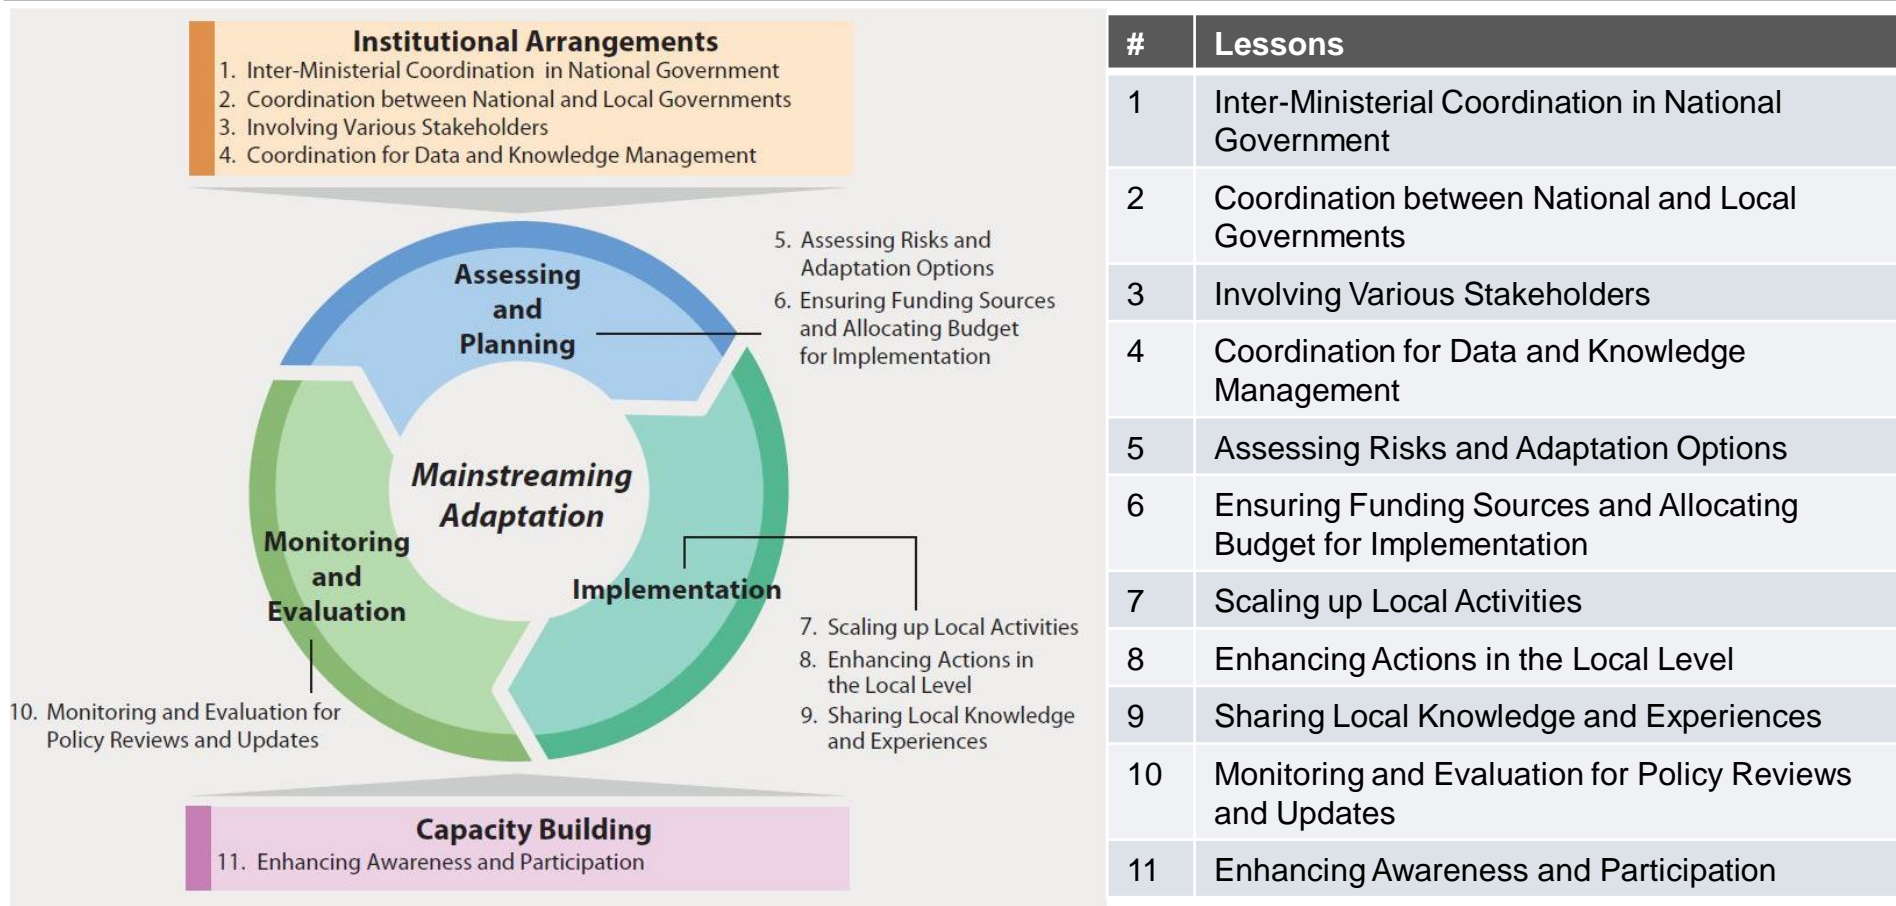 Institutional Arrangements
1. Inter-Ministerial Coordination in National Government
2. Coordination between National and Local Governments
3. Involving Various Stakeholders
4. Coordination for Data and Knowledge Management
Assessing
and
Planning
5. Assessing Risks and
Adaptation Options
6. Ensuring Funding Sources
and Allocating Budget
for Implementation
Mainstreaming
Adaptation
Monitoring
and
Evaluation
Implementation
7. Scaling up Local Activities
8. Enhancing Actions in
the Local Level
9. Sharing Local Knowledge
and Experiences
10. Monitoring and Evaluation for
Policy Reviews and Updates
Capacity Building
11. Enhancing Awareness and Participation
# Lessons
1 Inter-Ministerial Coordination in National
Government
2 Coordination between National and Local
Governments
3 Involving Various Stakeholders
4 Coordination for Data and Knowledge
Management
5 Assessing Risks and Adaptation Options
6 Ensuring Funding Sources and Allocating
Budget for Implementation
7 Scaling up Local Activities
8 Enhancing Actions in the Local Level
9 Sharing Local Knowledge and Experiences
10 Monitoring and Evaluation for Policy Reviews
and Updates
11 Enhancing Awareness and Participation